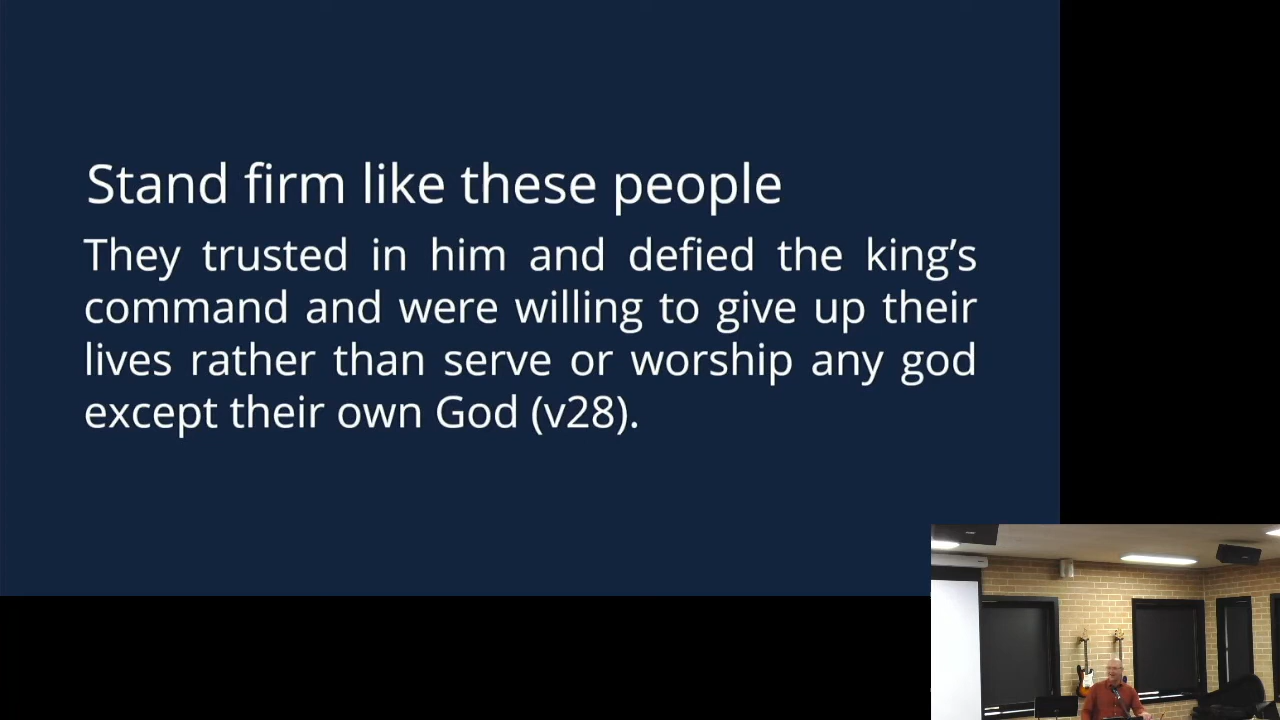 Stand firm like these people
They trusted in him and defied the king’s
command and were willing to give up their
lives rather than serve or worship any god
except their own God (v28).